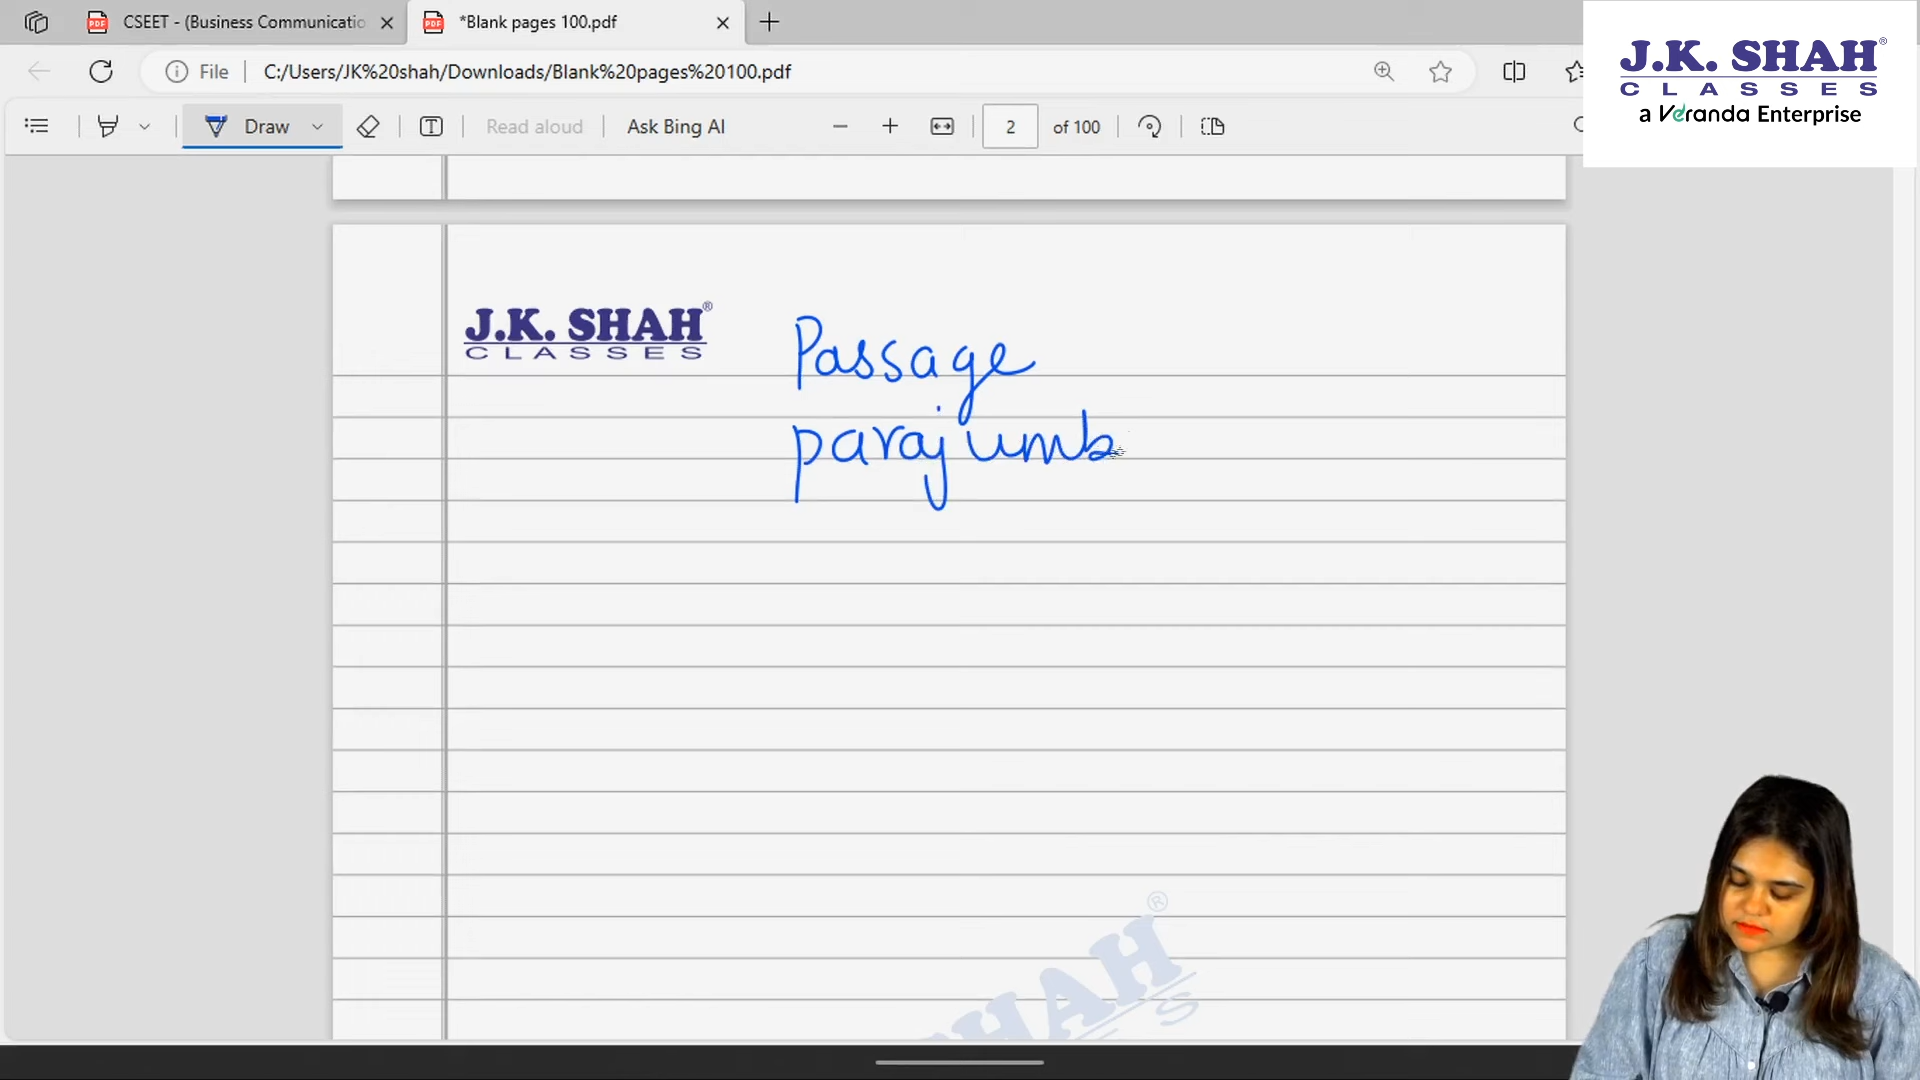 CSEET - (Business Communicatio
*Blank pages 100.pdf
File
C:/Users/JK%20shah/Downloads/Blank%20pages%20100.pdf
J.K. SHAH®
CLASSES
a Veranda Enterprise
Draw
Read aloud
Ask Bing AI
2
of 100
J.K. SHAH®
CLASSES
Passage
parajumb